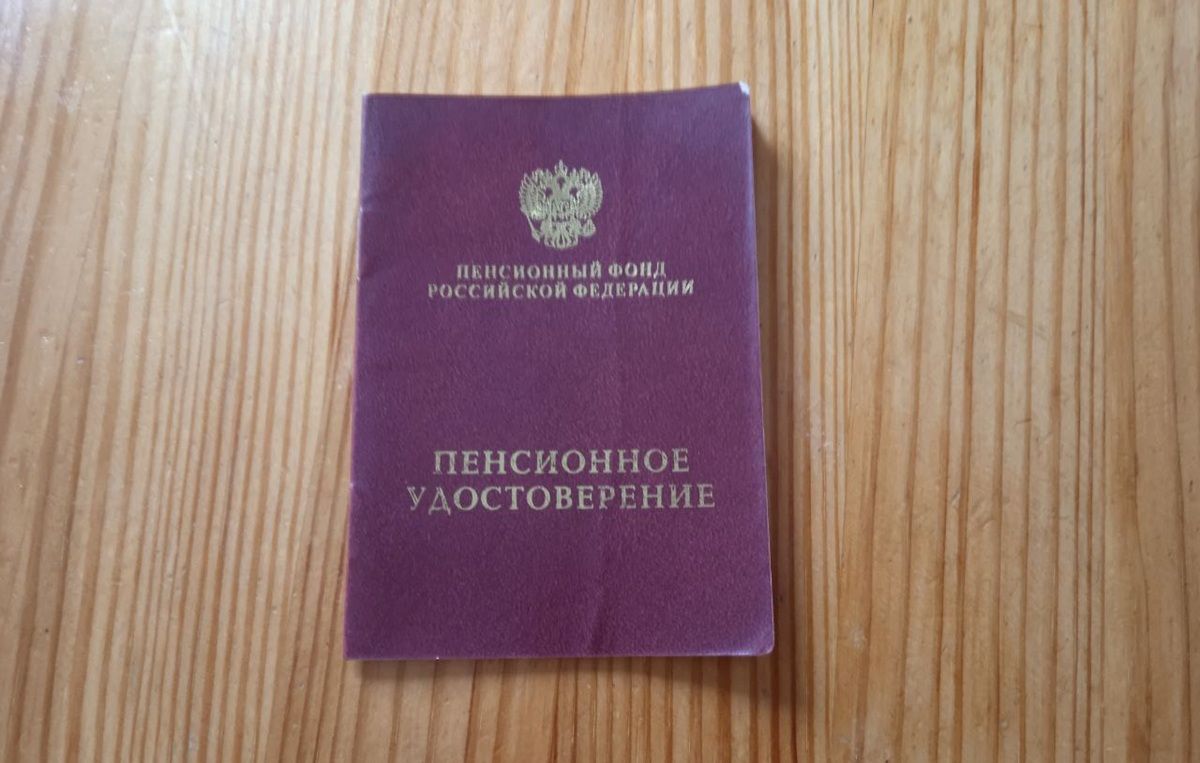 ПЕНСИОННЫЙ ФОНД
РОССИЙСКОЙ ФЕДЕРАЦИИ
ПЕНСИОННОЕ
УДОСТОВЕРЕНИЕ